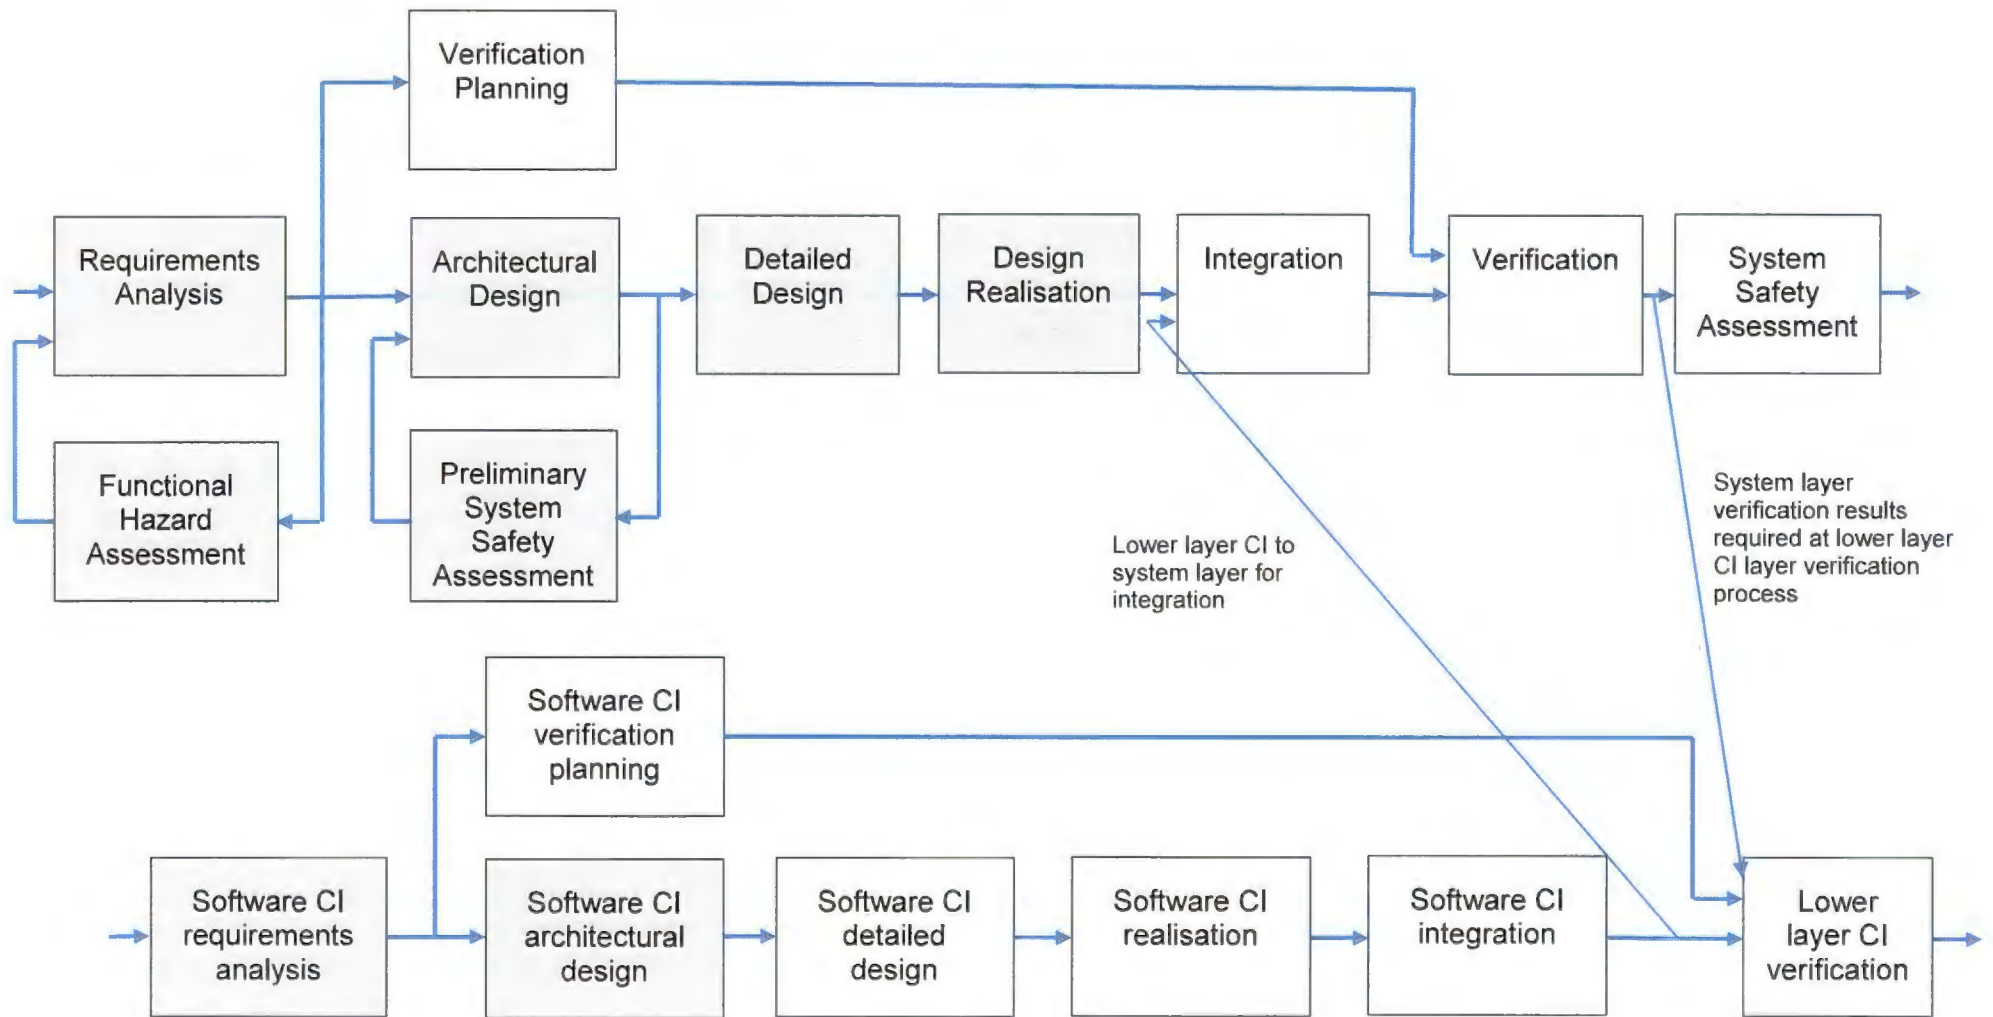 Verification
Planning
Requirements
Analysis
Architectural
Design
Detailed
Design
Design
Realisation
Integration
Verification
System
Safety
Assessment
Functional
Hazard
Assessment
Preliminary
System
Safety
Assessment
Lower layer CI to
system layer for
integration
System layer
verification results
required at lower layer
CI layer verification
process
Software CI
verification
planning
Software CI
requirements
analysis
Software CI
architectural
design
Software CI
detailed
design
Software CI
realisation
Software CI
integration
Lower
layer CI
verification